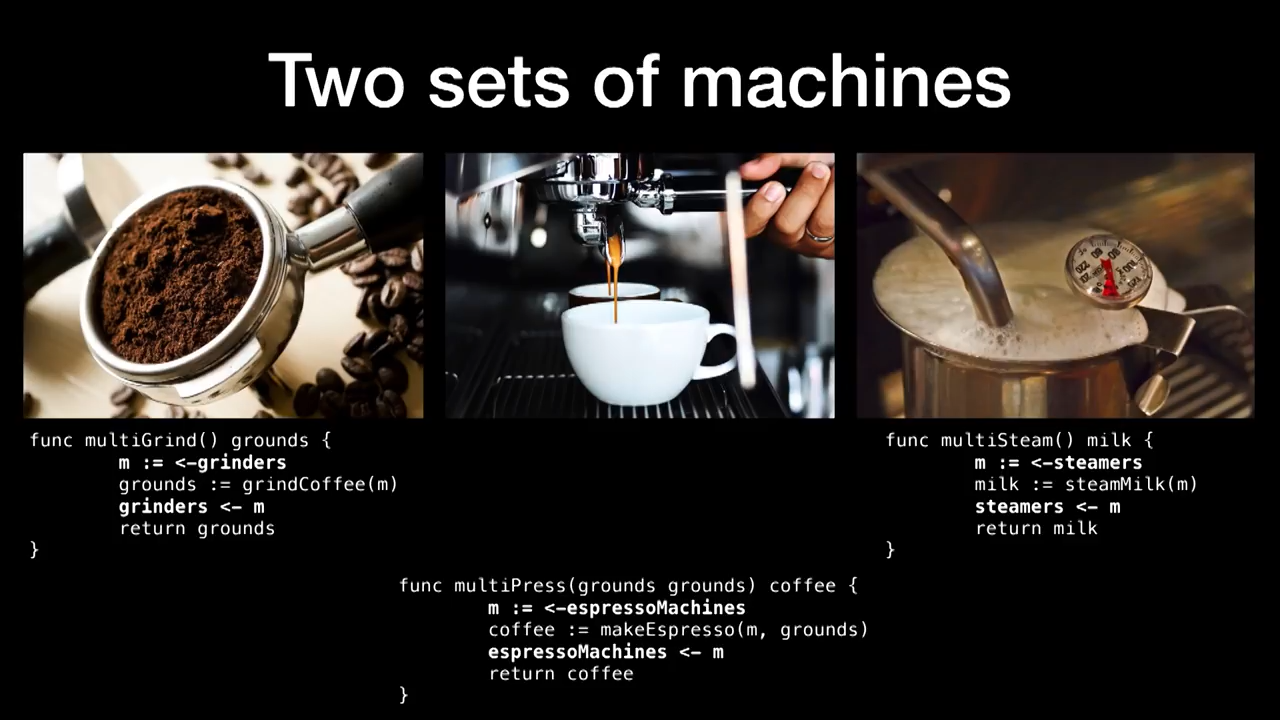 Two sets of machines
func multiGrind() grounds {
m := <-grinders
grounds := grindCoffee(m)
grinders <- m
return grounds
}
func multiPress(grounds grounds) coffee {
m := <-espressoMachines
coffee := makeEspresso(m, grounds)
espressoMachines <- m
return coffee
}
func multiSteam() milk {
m := <-steamers
milk := steamMilk(m)
steamers <- m
return milk
}